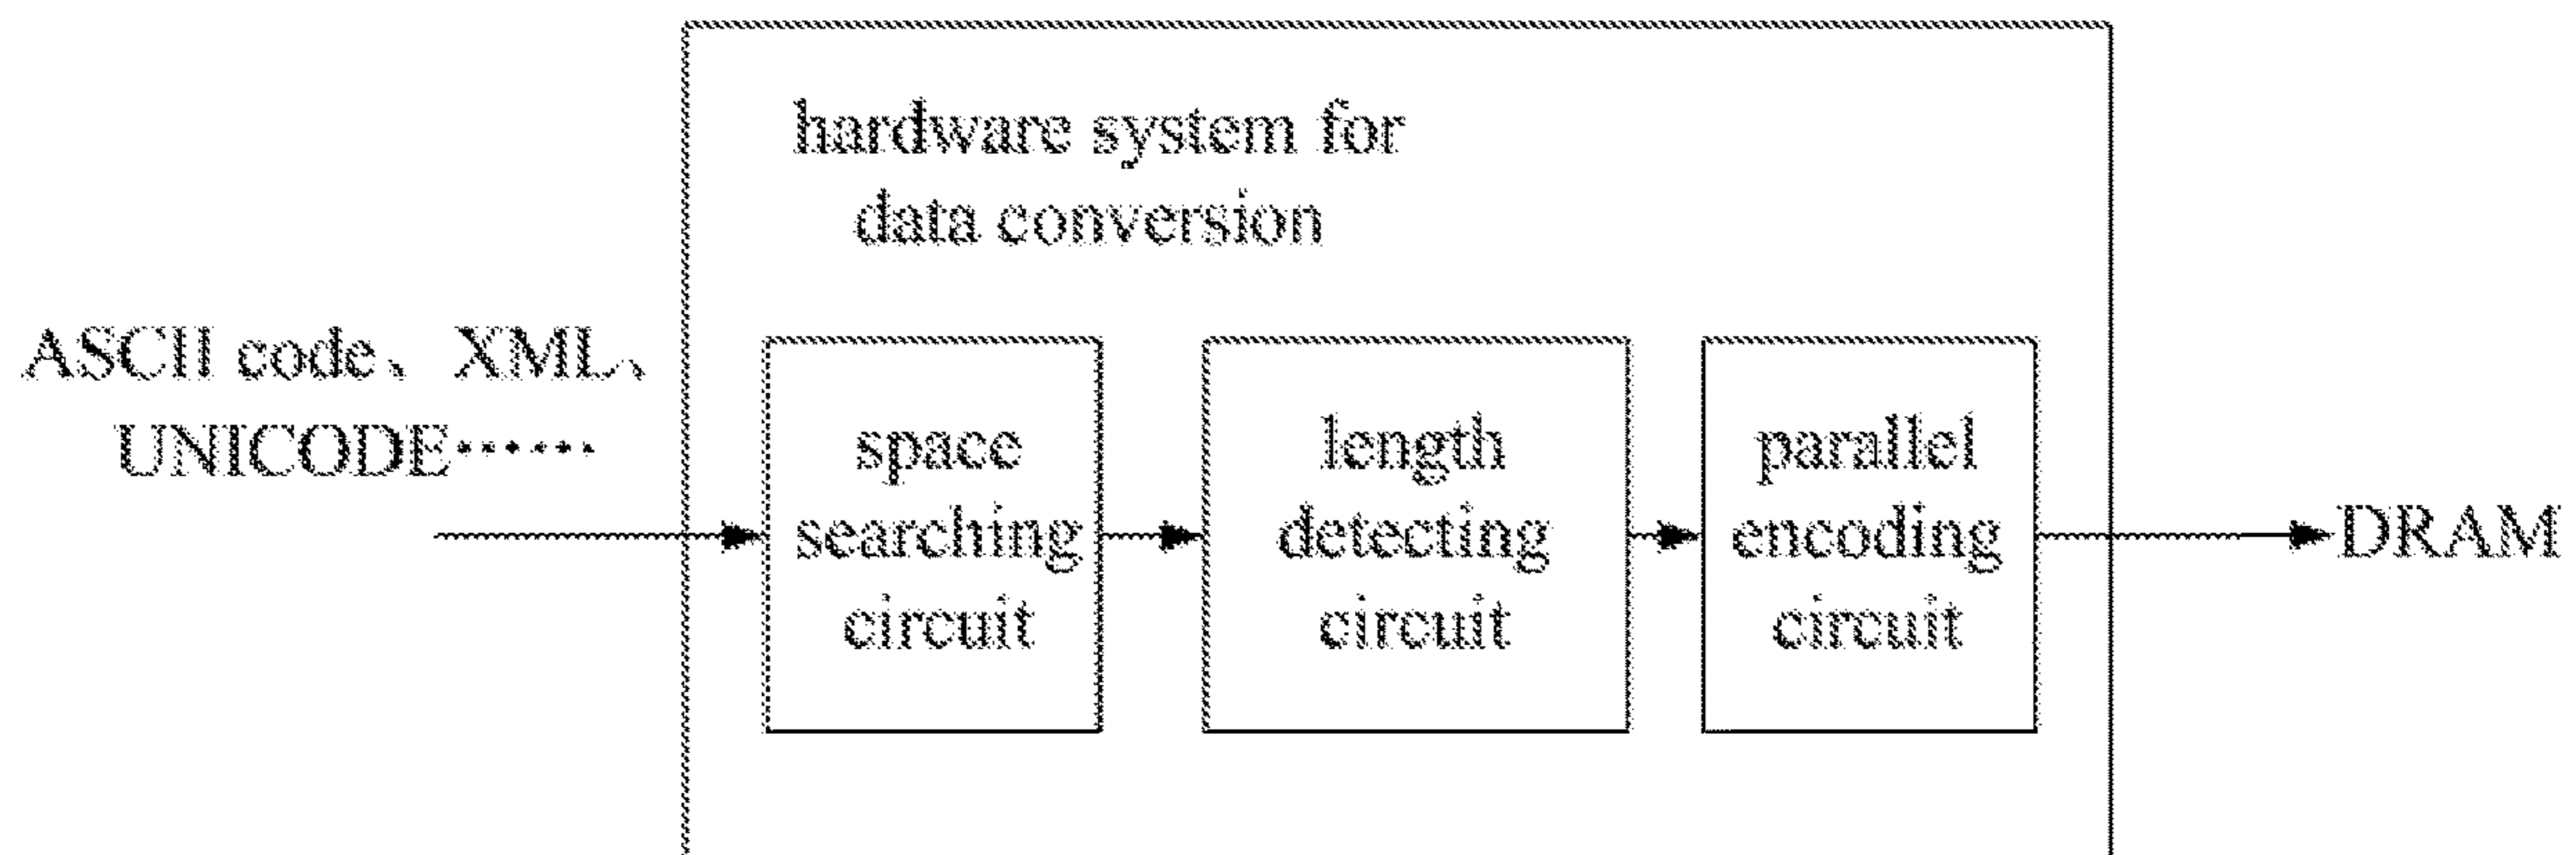 hardware system for
data conversion
ASCII code、XML、
UNICODE······
space
searching
circuit
length
detecting
circuit
parallel
encoding
circuit
DRAM